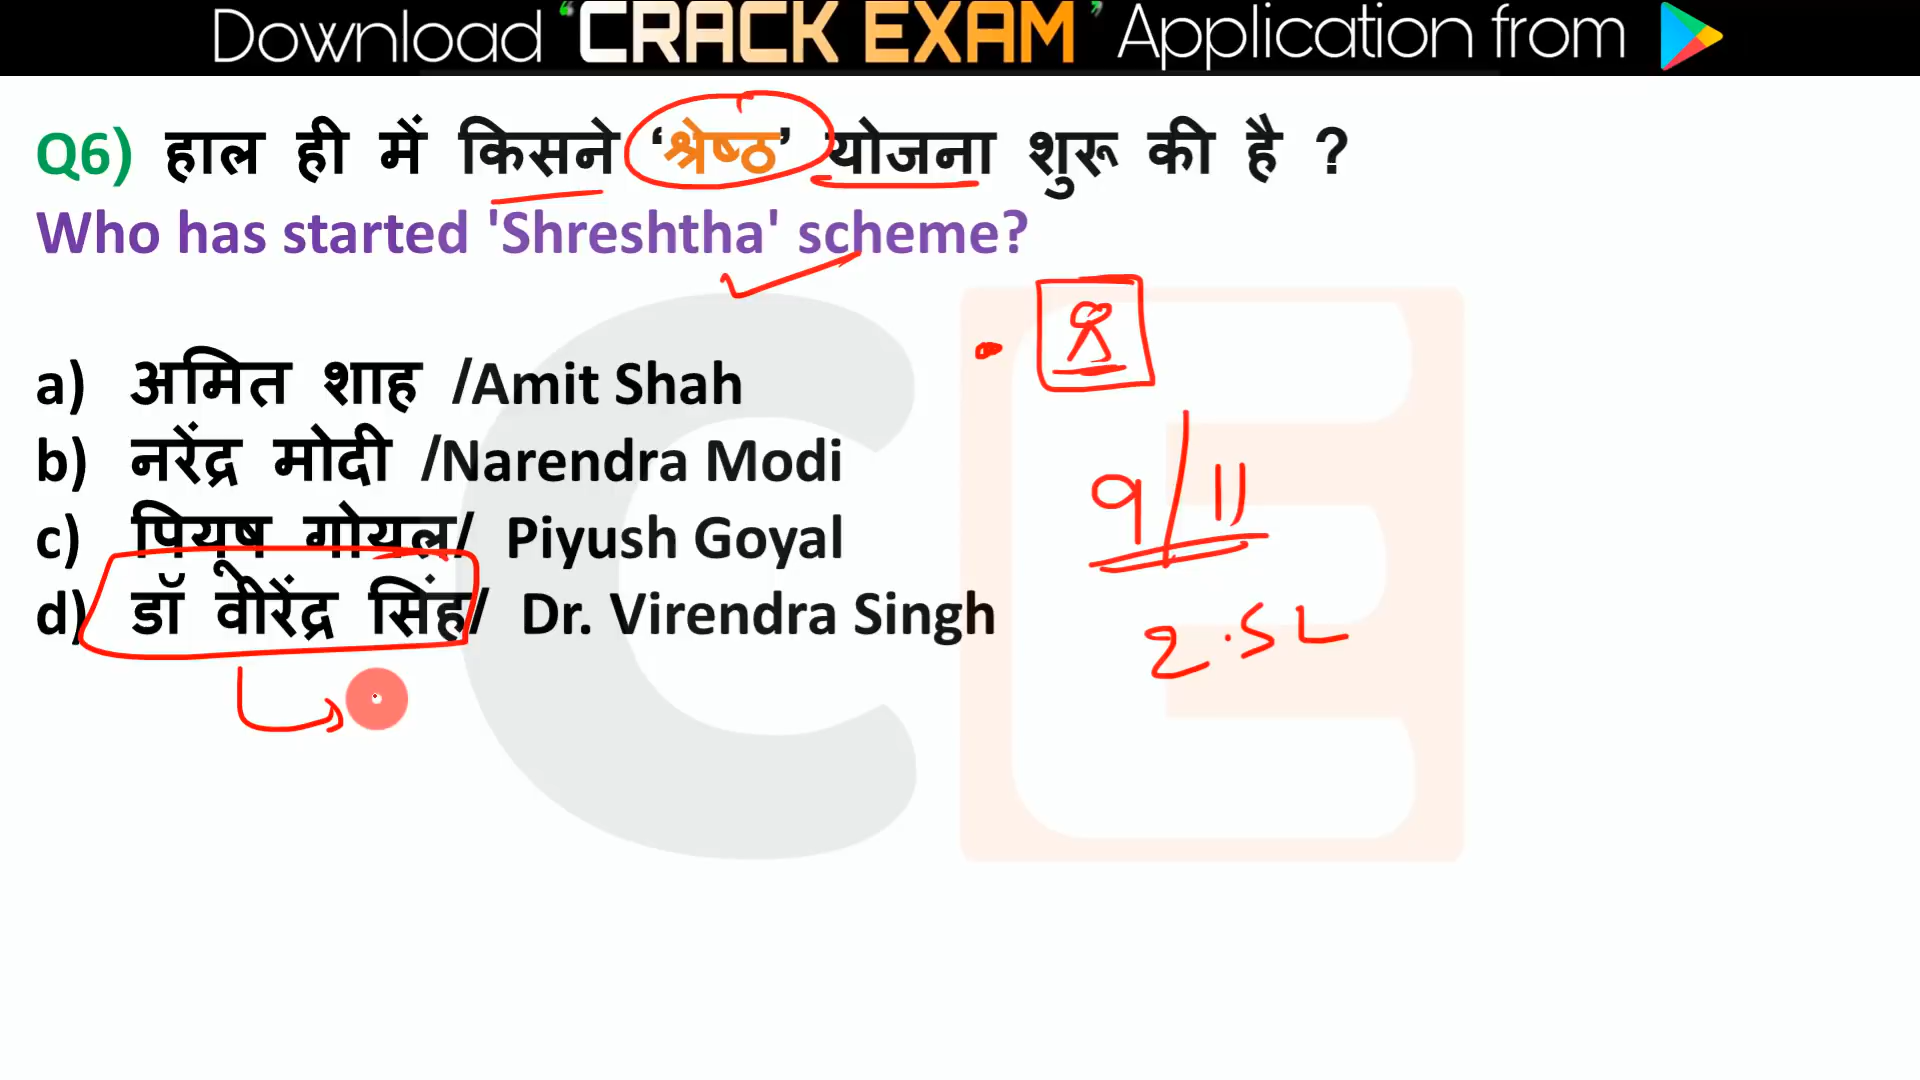 Download “CRACK EXAM” Application from
Q6) हाल ही में किसने ‘श्रेष्ठ’ योजना शुरू की है ?
Who has started 'Shreshtha' scheme?
a) अमित शाह /Amit Shah
b) नरेंद्र मोदी /Narendra Modi
c) पियूष गोयल/ Piyush Goyal
d) डॉ वीरेंद्र सिंह/ Dr. Virendra Singh
9/11
2.5L
CE